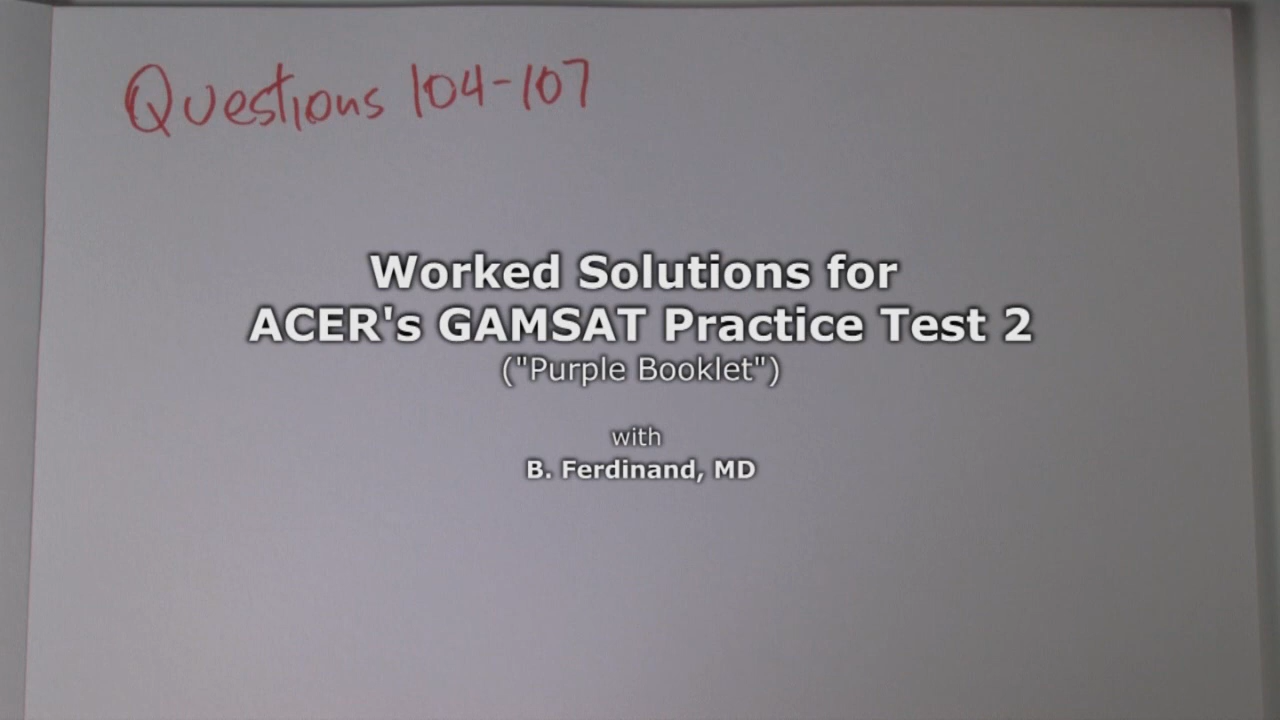 Questions 104-107
Worked Solutions for
ACER's GAMSAT Practice Test 2
("Purple Booklet")
with
B. Ferdinand, MD